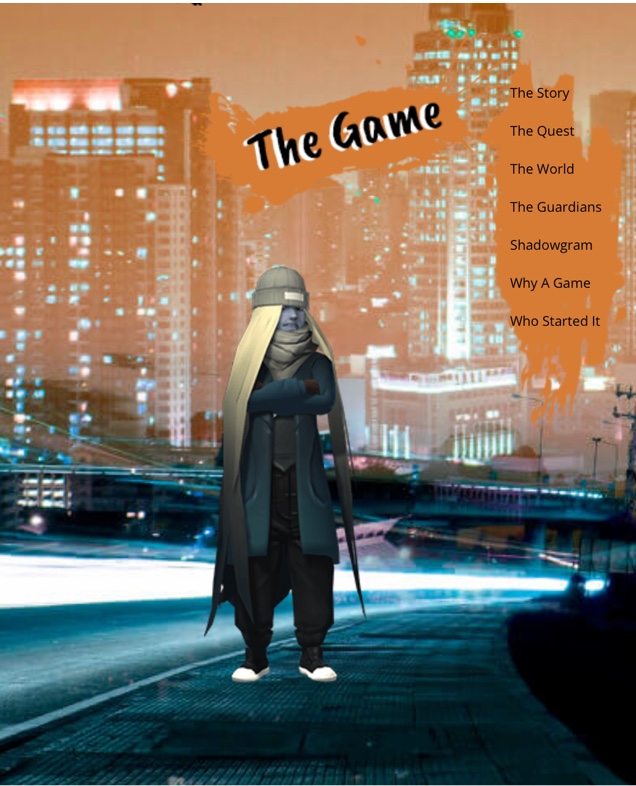 The Game
The Story
The Quest
The World
The Guardians
Shadowgram
Why A Game
Who Started It